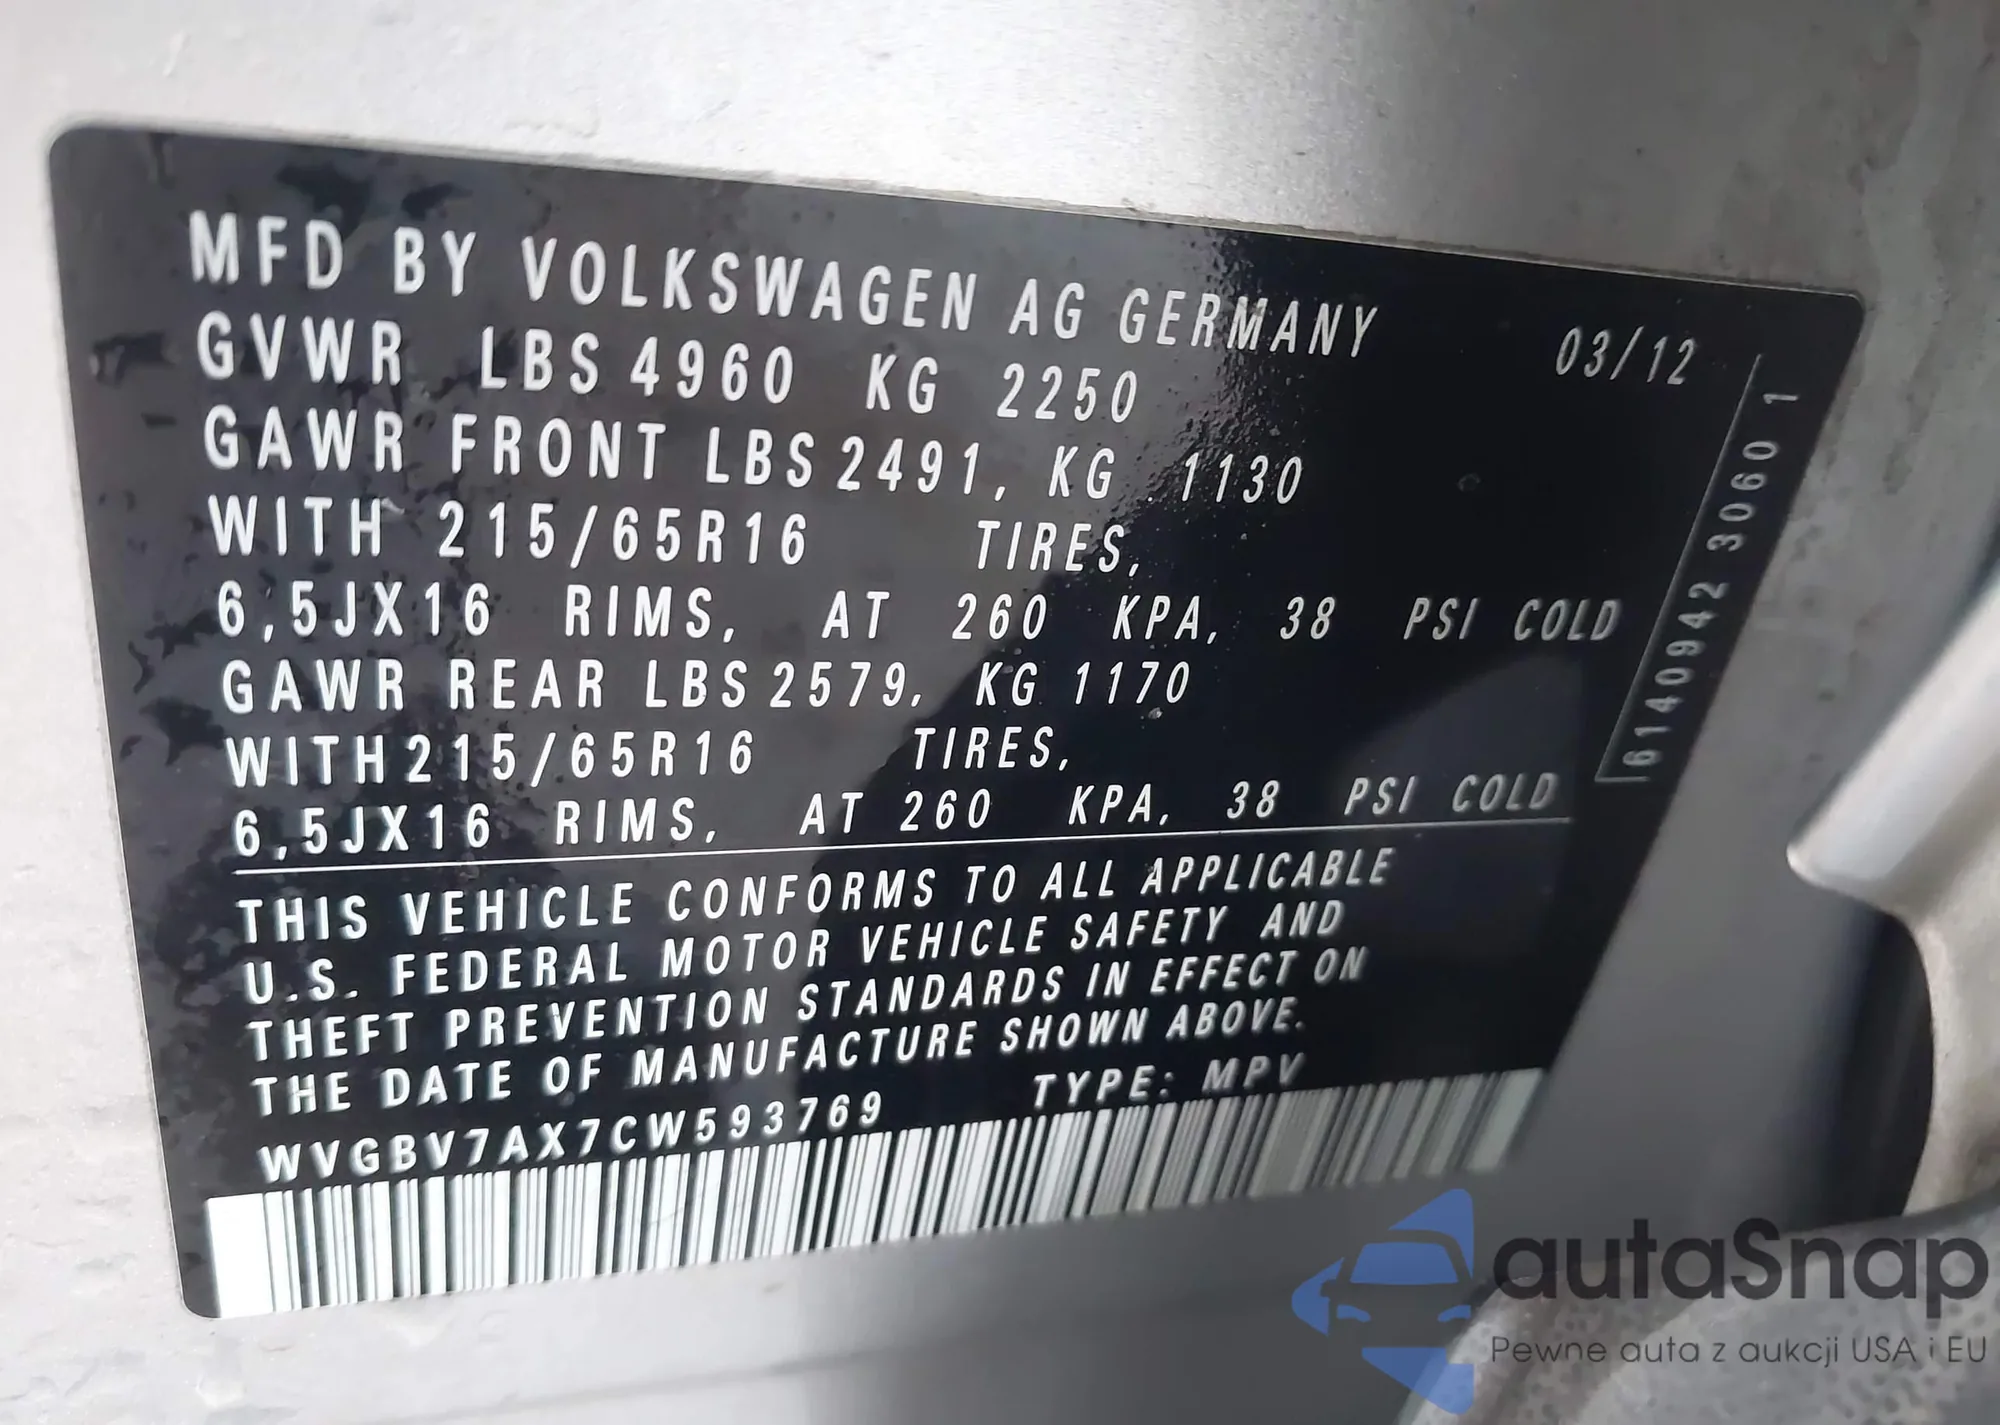 MFD BY VOLKSWAGEN AG GERMANY 03/12
GVWR LBS 4960 KG 2250
GAWR FRONT LBS 2491, KG 1130
WITH 215/65R16 TIRES,
6,5JX16 RIMS, AT 260 KPA, 38 PSI COLD
GAWR REAR LBS 2579, KG 1170
WITH 215/65R16 TIRES,
6,5JX16 RIMS, AT 260 KPA, 38 PSI COLD
THIS VEHICLE CONFORMS TO ALL APPLICABLE
U.S. FEDERAL MOTOR VEHICLE SAFETY AND
THEFT PREVENTION STANDARDS IN EFFECT ON
THE DATE OF MANUFACTURE SHOWN ABOVE.
WVGBV7AX7CW593769 TYPE: MPV
6140942 3060 1
autaSnap
Pewne auta z aukcji USA i EU